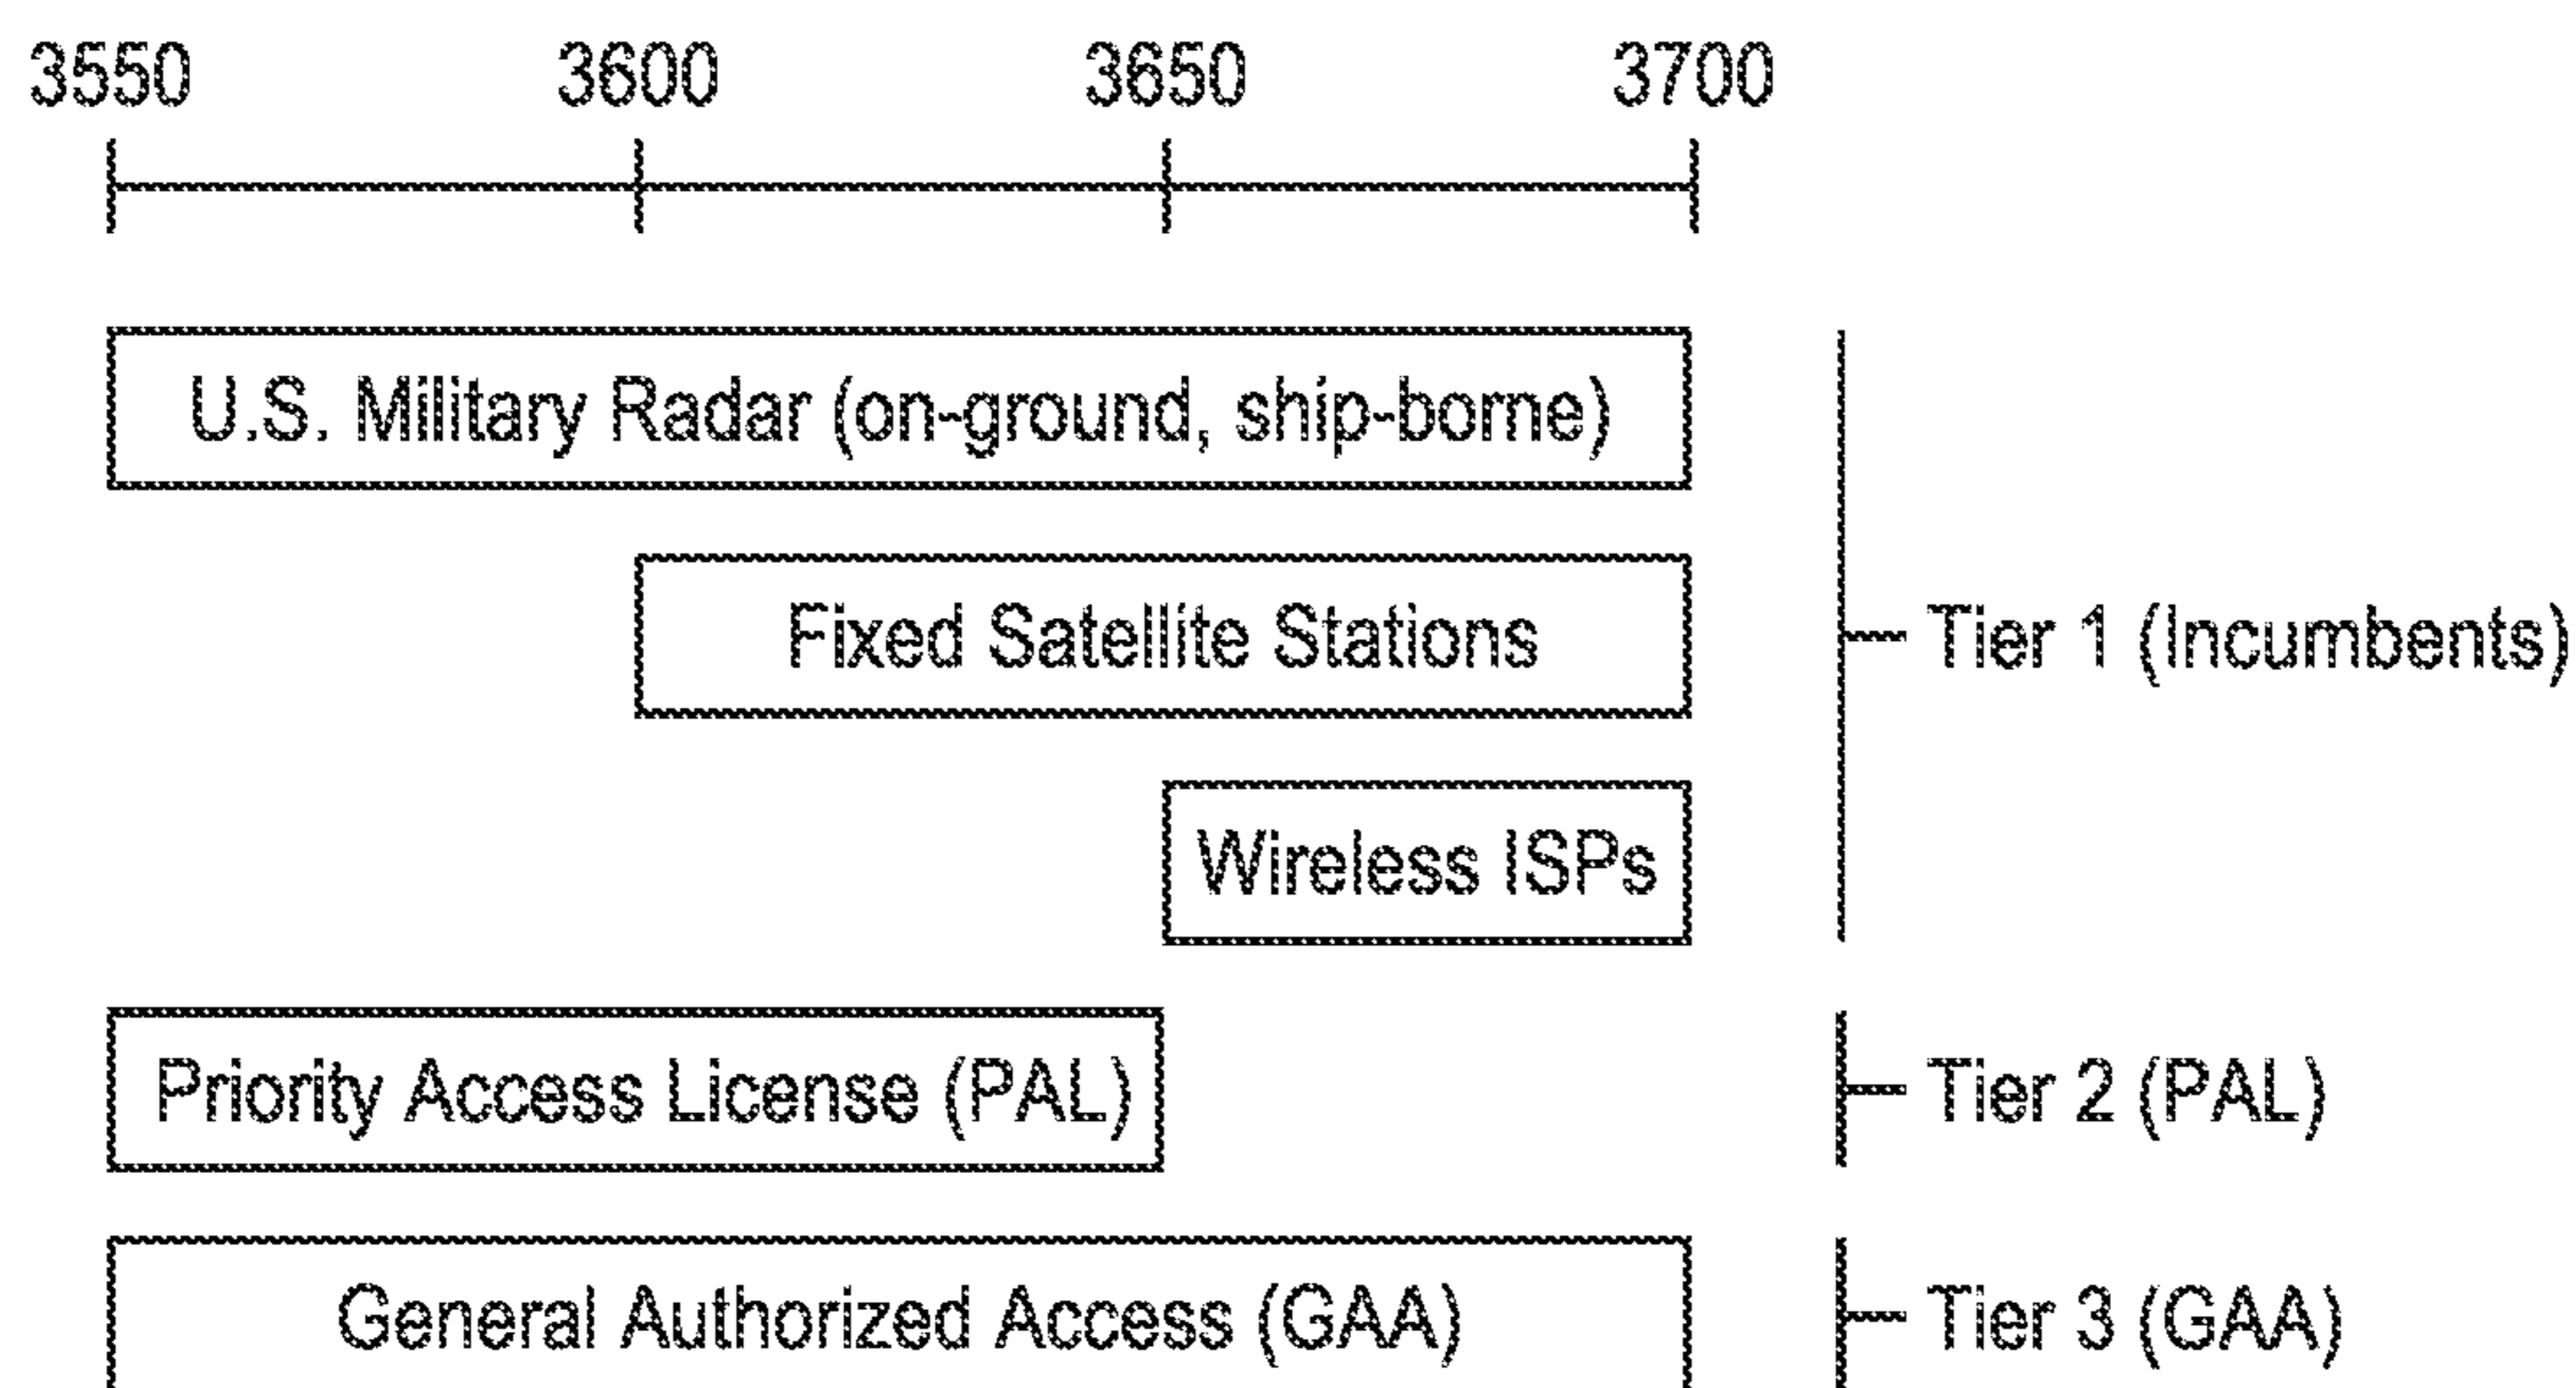 3550 3600 3650 3700
U.S. Military Radar (on-ground, ship-borne)
Fixed Satellite Stations
Tier 1 (Incumbents)
Wireless ISPs
Priority Access License (PAL)
Tier 2 (PAL)
General Authorized Access (GAA)
Tier 3 (GAA)